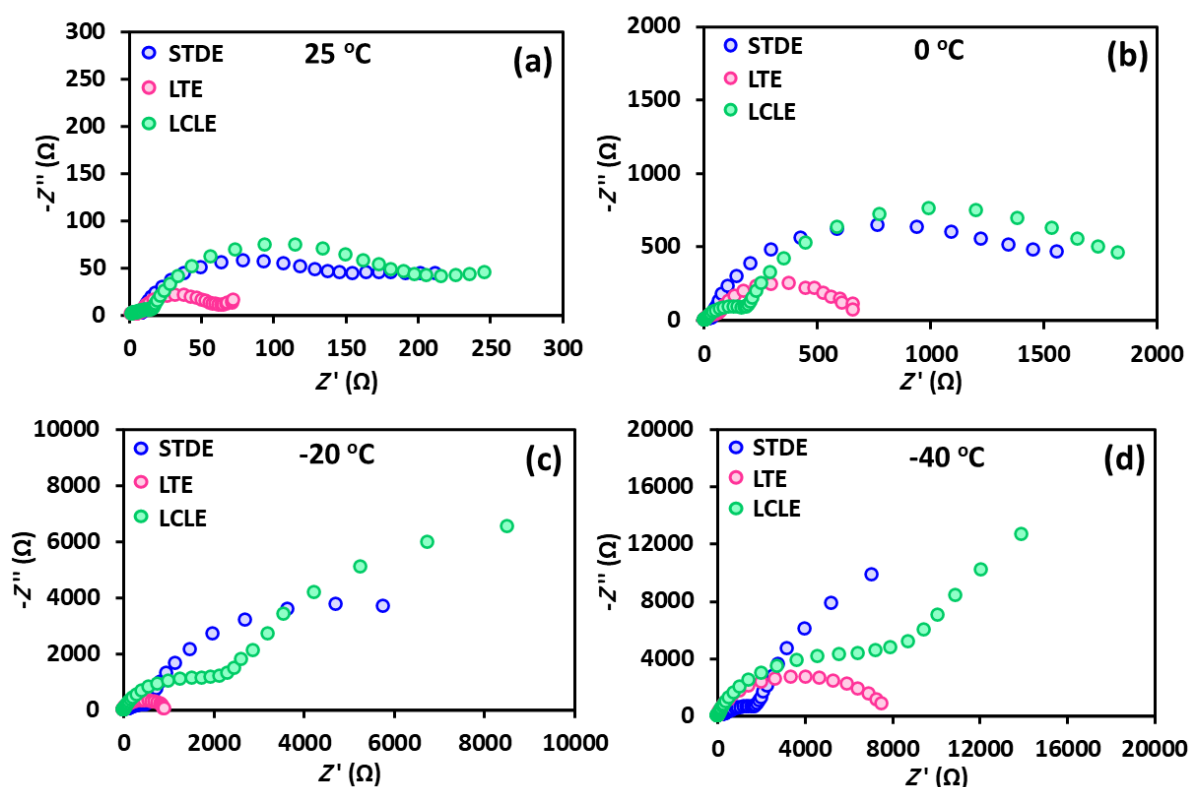 300
250
200
150
100
50
0
0 50 100 150 200 250 300
-Z'' (Ω)
Z' (Ω)
STDE
LTE
LCLE
25 °C
(a)
2000
1500
1000
500
0
0 500 1000 1500 2000
-Z'' (Ω)
Z' (Ω)
STDE
LTE
LCLE
0 °C
(b)
10000
8000
6000
4000
2000
0
0 2000 4000 6000 8000 10000
-Z'' (Ω)
Z' (Ω)
STDE
LTE
LCLE
-20 °C
(c)
20000
16000
12000
8000
4000
0
0 4000 8000 12000 16000 20000
-Z'' (Ω)
Z' (Ω)
STDE
LTE
LCLE
-40 °C
(d)